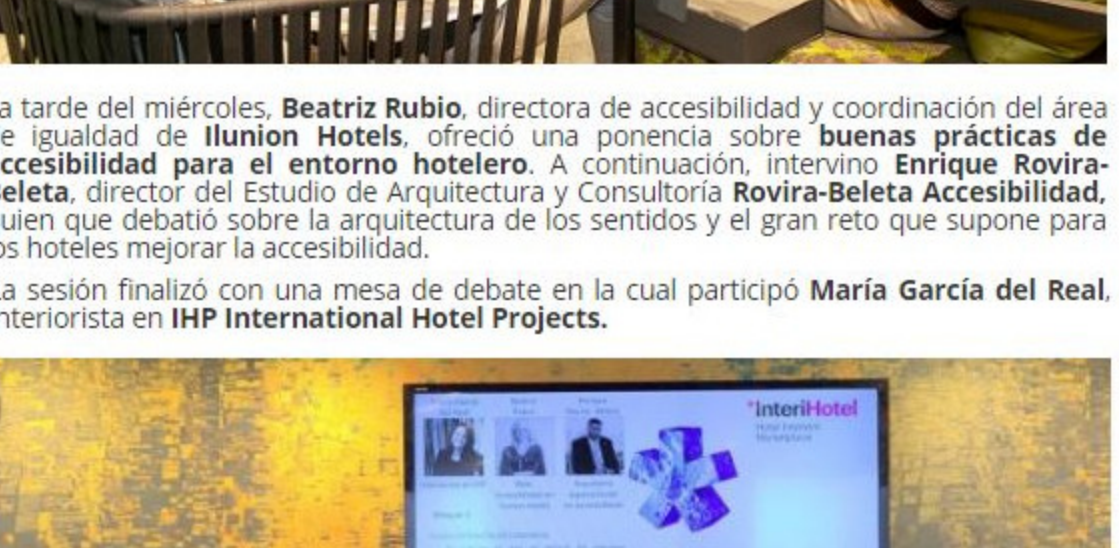 a tarde del miércoles, Beatriz Rubio, directora de accesibilidad y coordinación del área
e igualdad de Ilunion Hotels, ofreció una ponencia sobre buenas prácticas de
ccesibilidad para el entorno hotelero. A continuación, intervino Enrique Rovira-
Beleta, director del Estudio de Arquitectura y Consultoría Rovira-Beleta Accesibilidad,
uien que debatió sobre la arquitectura de los sentidos y el gran reto que supone para
os hoteles mejorar la accesibilidad.
La sesión finalizó con una mesa de debate en la cual participó María García del Real,
nteriorista en IHP International Hotel Projects.
*InteriHotel